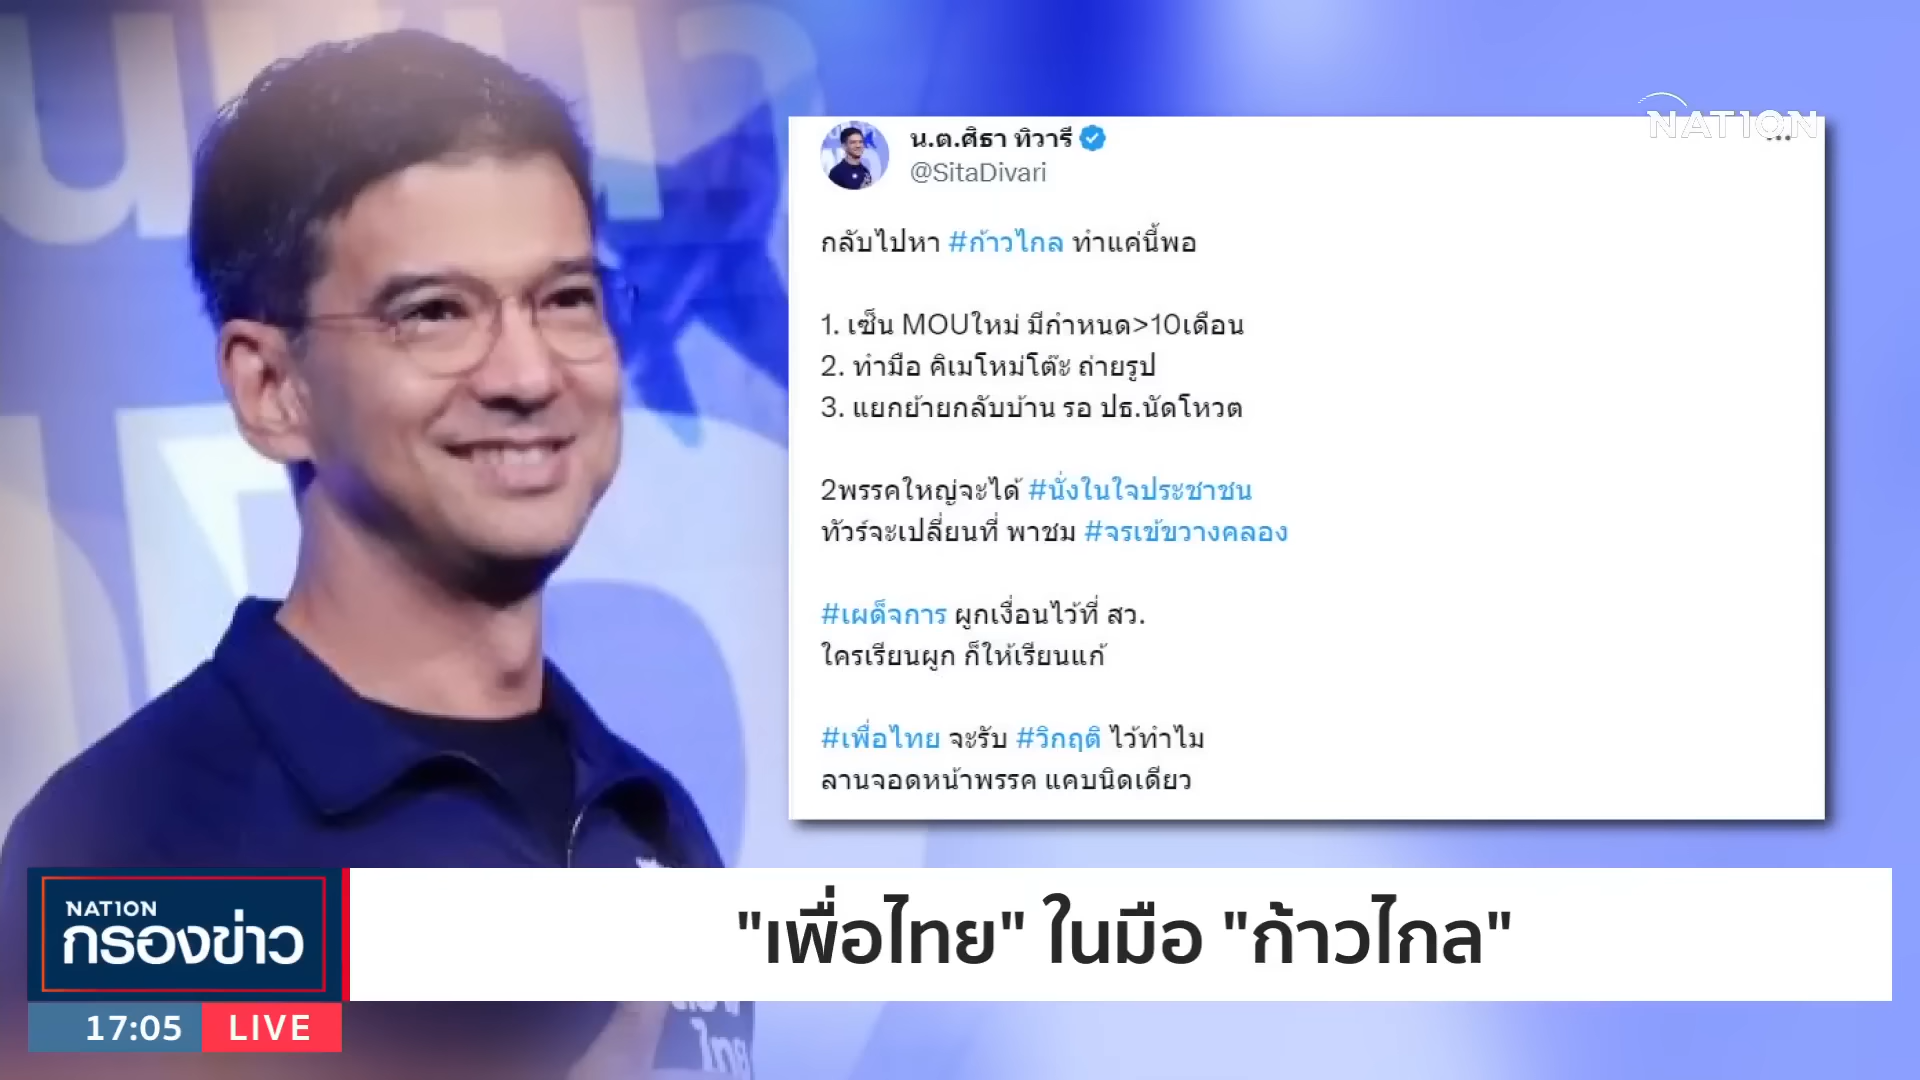 NATION
น.ต.ศิธา ทิวารี
@SitaDivari
กลับไปหา #ก้าวไกล ทำแค่นี้พอ
1. เซ็น MOUใหม่ มีกำหนด>10เดือน
2. ทำมือ คิเมโหม่โต๊ะ ถ่ายรูป
3. แยกย้ายกลับบ้าน รอ ปธ.นัดโหวต
2พรรคใหญ่จะได้ #นั่งในใจประชาชน
ทัวร์จะเปลี่ยนที่ พาชม #จรเข้ขวางคลอง
#เผด็จการ ผูกเงื่อนไว้ที่ สว.
ใครเรียนผูก ก็ให้เรียนแก้
#เพื่อไทย จะรับ #วิกฤติ ไว้ทำไม
ลานจอดหน้าพรรค แคบนิดเดียว
NATION
กรองข่าว
"เพื่อไทย" ในมือ "ก้าวไกล"
17:05 LIVE
ไทย